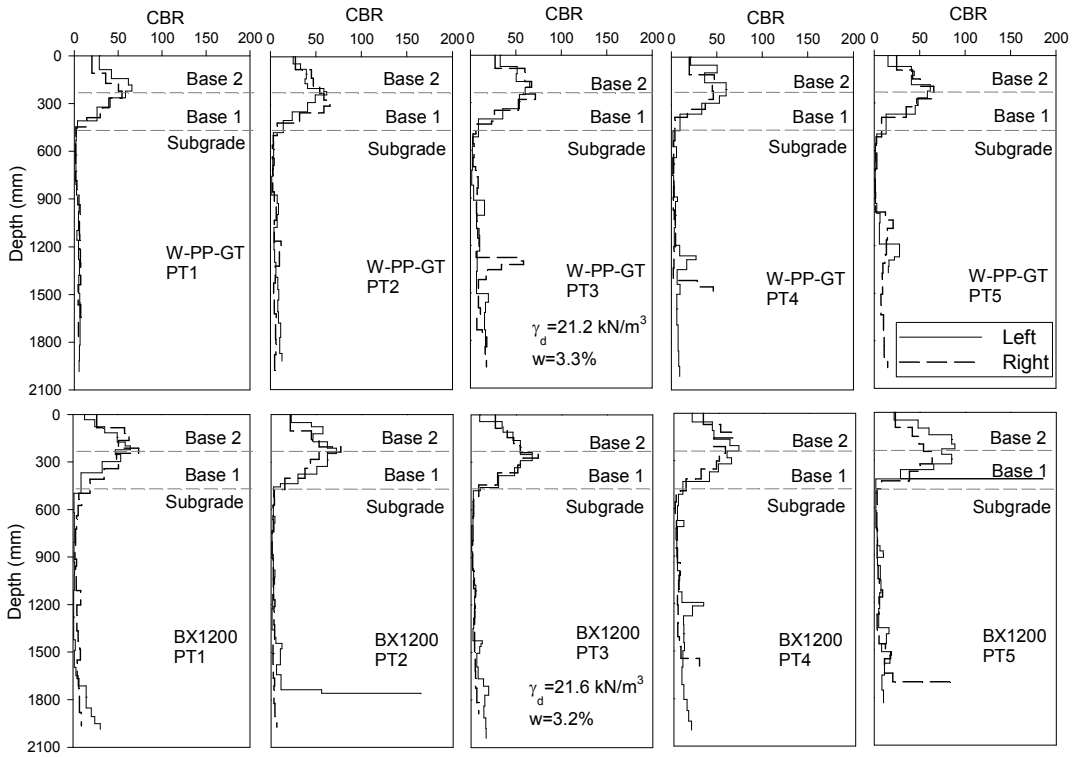 CBR CBR CBR CBR CBR
0 50 100 150 200 0 50 100 150 200 0 50 100 150 200 0 50 100 150 200 0 50 100 150 200
Depth (mm)
0
300
600
900
1200
1500
1800
2100
Base 2
Base 1
Subgrade
W-PP-GT
PT1
Base 2
Base 1
Subgrade
W-PP-GT
PT2
Base 2
Base 1
Subgrade
W-PP-GT
PT3
γd=21.2 kN/m³
w=3.3%
Base 2
Base 1
Subgrade
W-PP-GT
PT4
Base 2
Base 1
Subgrade
W-PP-GT
PT5
Left
Right
Depth (mm)
0
300
600
900
1200
1500
1800
2100
Base 2
Base 1
Subgrade
BX1200
PT1
Base 2
Base 1
Subgrade
BX1200
PT2
Base 2
Base 1
Subgrade
BX1200
PT3
γd=21.6 kN/m³
w=3.2%
Base 2
Base 1
Subgrade
BX1200
PT4
Base 2
Base 1
Subgrade
BX1200
PT5